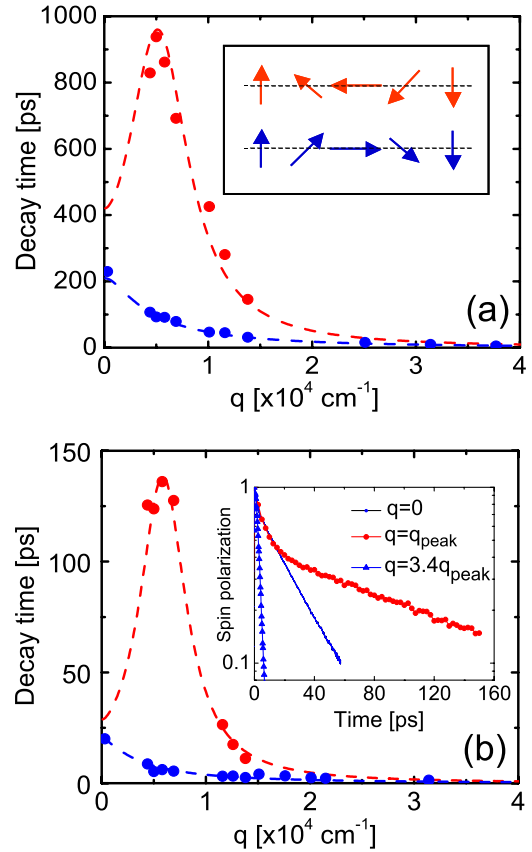 1000
800
600
400
200
0
Decay time [ps]
(a)
0
1
2
3
4
q [x10⁴ cm⁻¹]
150
100
50
0
Decay time [ps]
1
0.1
Spin polarization
q=0
q=q_peak
q=3.4q_peak
0
40
80
120
160
Time [ps]
(b)
0
1
2
3
4
q [x10⁴ cm⁻¹]